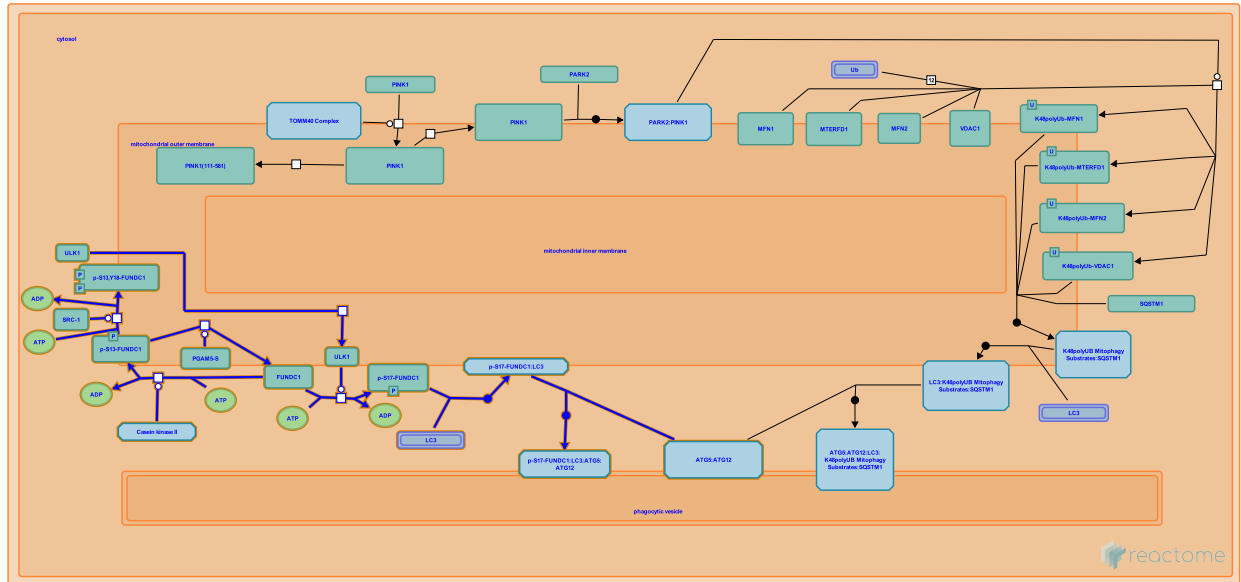 cytosol
PINK1
PARK2
Ub
12
TOMM40 Complex
PINK1
PARK2:PINK1
MFN1
MTERFD1
MFN2
VDAC1
U
K48polyUb-MFN1
mitochondrial outer membrane
PINK1(111-581)
PINK1
U
K48polyUb-MTERFD1
U
K48polyUb-MFN2
mitochondrial inner membrane
ULK1
U
K48polyUb-VDAC1
P
p-S13,Y18-FUNDC1
P
ADP
SQSTM1
SRC-1
ATP
P
p-S13-FUNDC1
PGAM5-S
ULK1
K48polyUB Mitophagy
Substrates:SQSTM1
FUNDC1
p-S17-FUNDC1
P
p-S17-FUNDC1:LC3
LC3:K48polyUB Mitophagy
Substrates:SQSTM1
ADP
ATP
ATP
ADP
LC3
Casein kinase II
LC3
p-S17-FUNDC1:LC3:ATG5:
ATG12
ATG5:ATG12
ATG5:ATG12:LC3:
K48polyUB Mitophagy
Substrates:SQSTM1
phagocytic vesicle
reactome